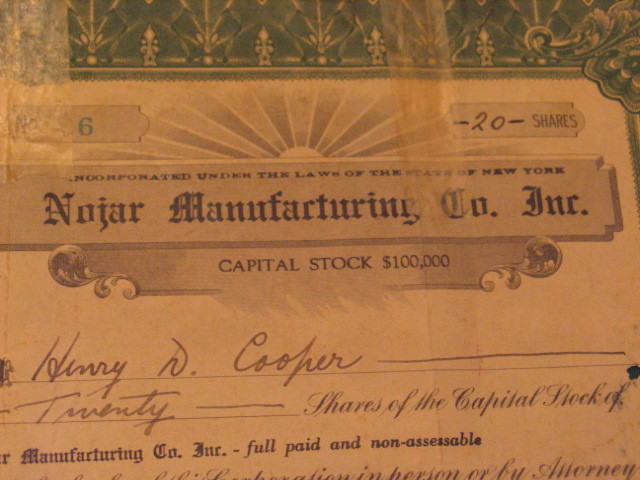 No. 6 -20- SHARES
INCORPORATED UNDER THE LAWS OF THE STATE OF NEW YORK
Nojar Manufacturing Co. Inc.
CAPITAL STOCK $100,000
Henry D. Cooper
Twenty Shares of the Capital Stock of
ar Manufacturing Co. Inc. - full paid and non-assessable
this Corporation in person or by Attorney